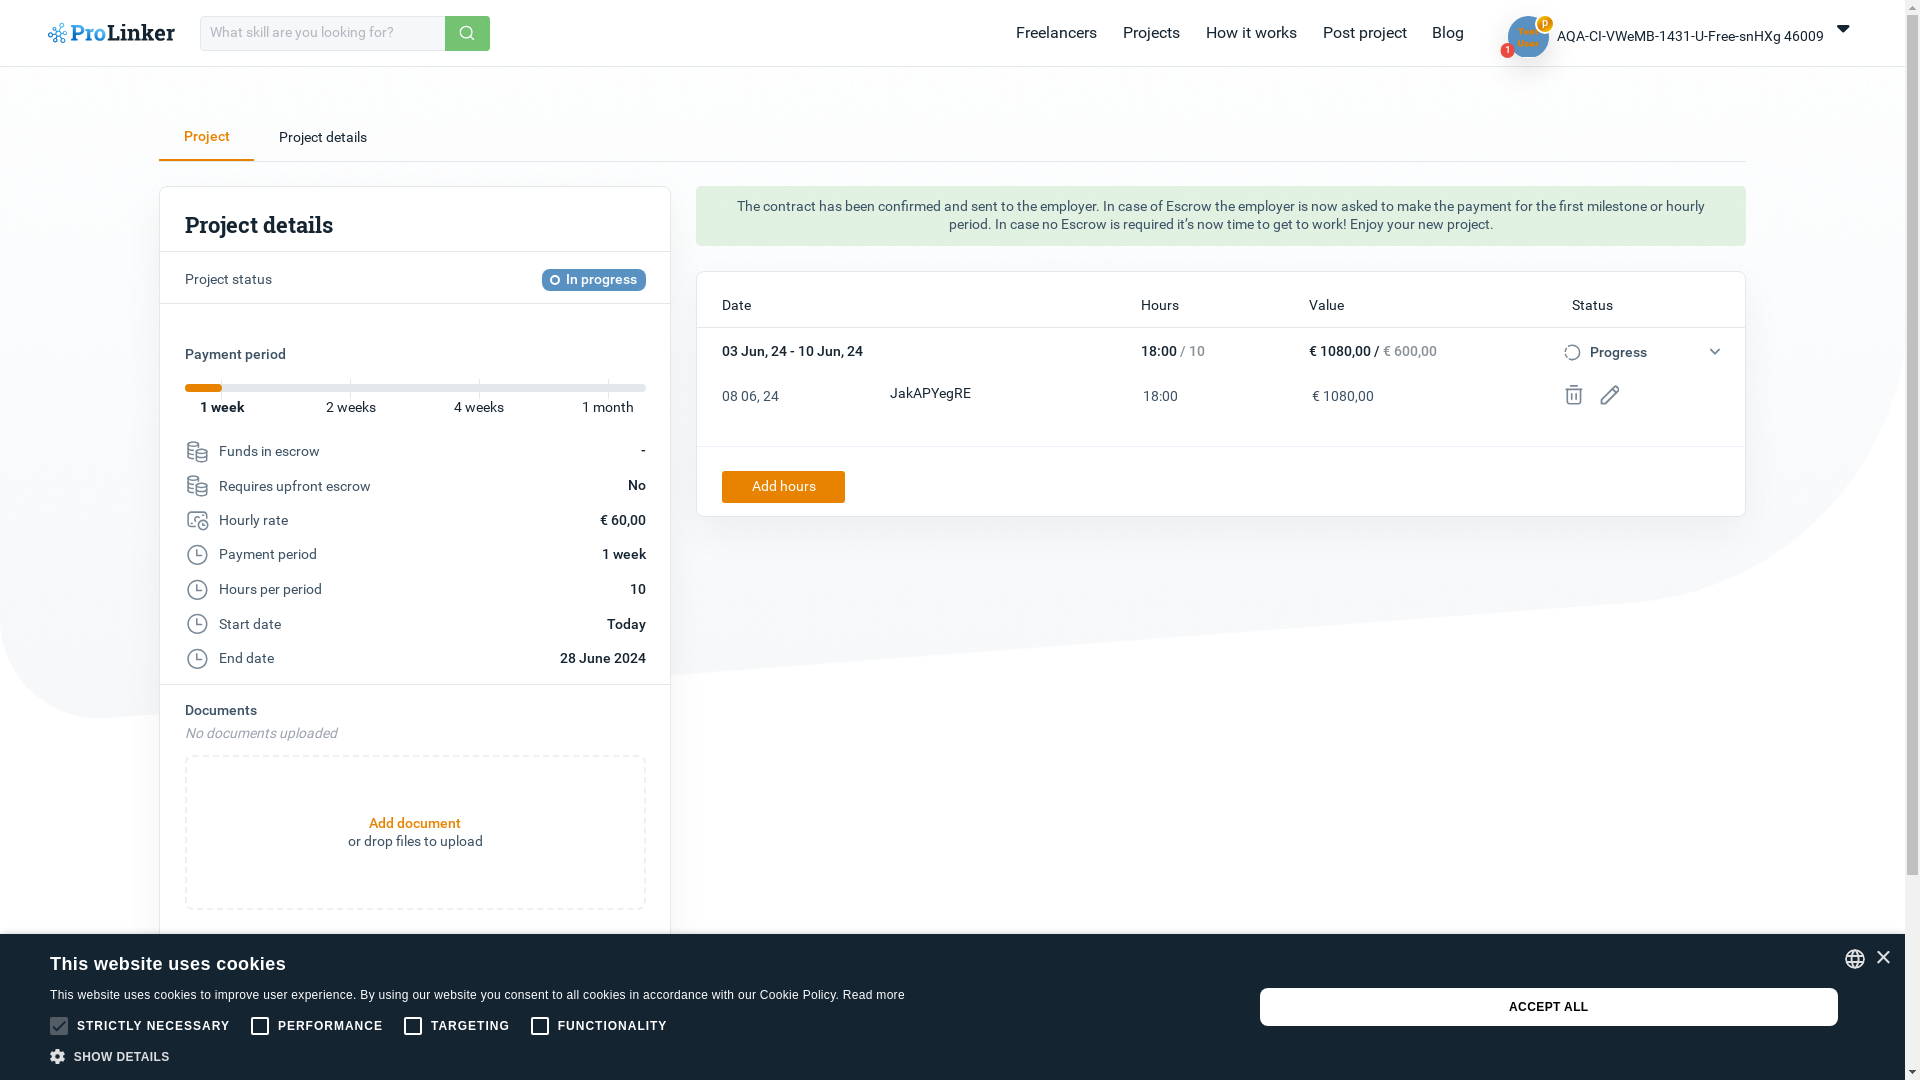 ProLinker
What skill are you looking for?
Freelancers
Projects
How it works
Post project
Blog
p
1
AQA-CI-VWeMB-1431-U-Free-snHXg 46009
Project
Project details
Project details
Project status
In progress
Payment period
1 week
2 weeks
4 weeks
1 month
Funds in escrow
-
Requires upfront escrow
No
Hourly rate
€ 60,00
Payment period
1 week
Hours per period
10
Start date
Today
End date
28 June 2024
Documents
No documents uploaded
Add document
or drop files to upload
The contract has been confirmed and sent to the employer. In case of Escrow the employer is now asked to make the payment for the first milestone or hourly
period. In case no Escrow is required it’s now time to get to work! Enjoy your new project.
Date
Hours
Value
Status
03 Jun, 24 - 10 Jun, 24
18:00 / 10
€ 1080,00 / € 600,00
Progress
08 06, 24
JakAPYegRE
18:00
€ 1080,00
Add hours
This website uses cookies
This website uses cookies to improve user experience. By using our website you consent to all cookies in accordance with our Cookie Policy. Read more
STRICTLY NECESSARY
PERFORMANCE
TARGETING
FUNCTIONALITY
SHOW DETAILS
ACCEPT ALL